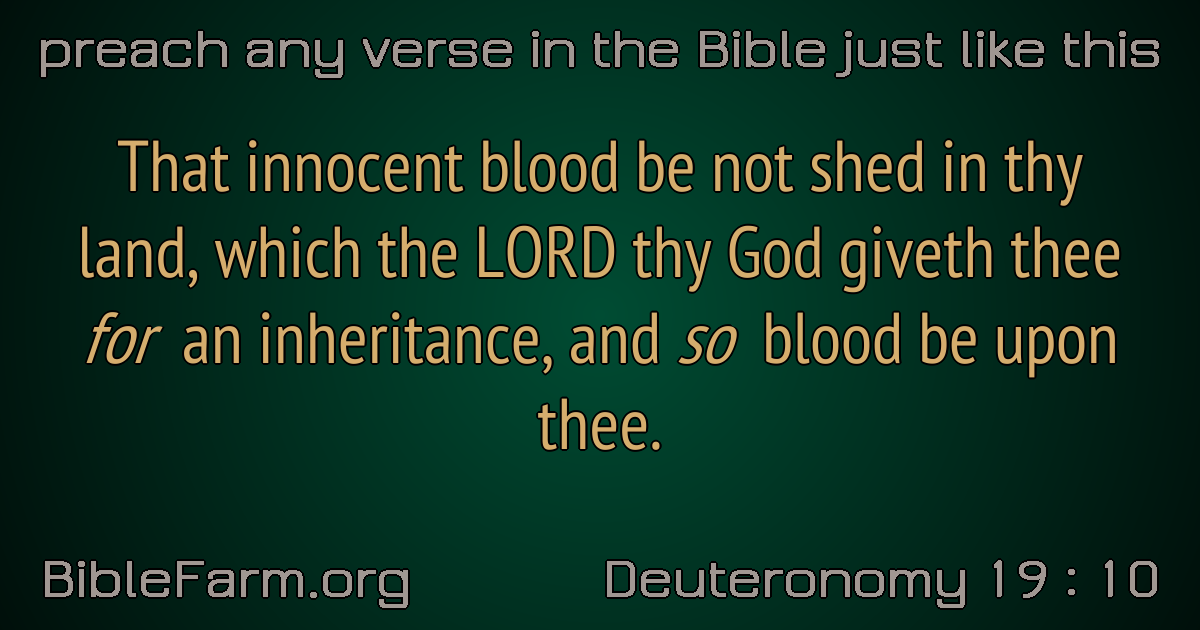 preach any verse in the Bible just like this
That innocent blood be not shed in thy
land, which the LORD thy God giveth thee
for an inheritance, and so blood be upon
thee.
BibleFarm.org
Deuteronomy 19 : 10